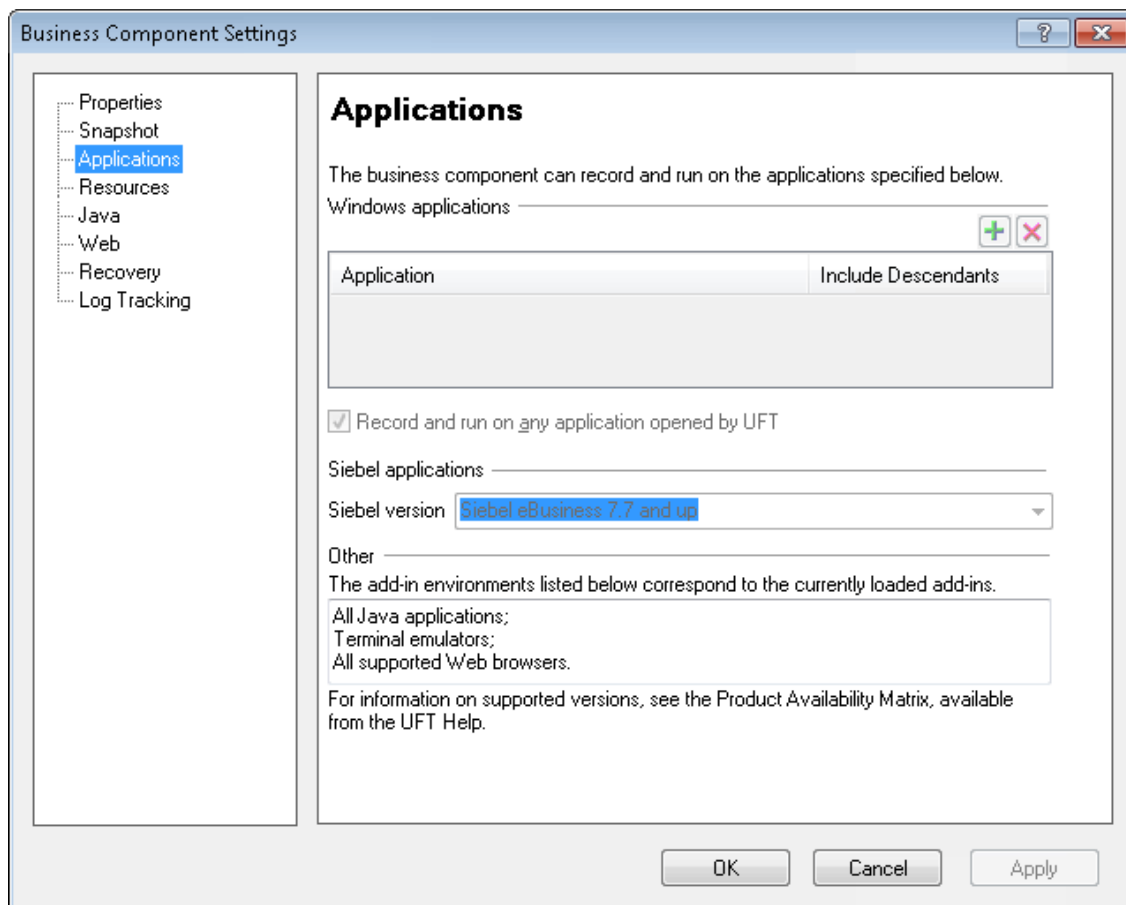 Business Component Settings
Properties
Snapshot
Applications
Resources
Java
Web
Recovery
Log Tracking
Applications
The business component can record and run on the applications specified below.
Windows applications
Application Include Descendants
Record and run on any application opened by UFT
Siebel applications
Siebel version Siebel eBusiness 7.7 and up
Other
The add-in environments listed below correspond to the currently loaded add-ins.
All Java applications;
Terminal emulators;
All supported Web browsers.
For information on supported versions, see the Product Availability Matrix, available
from the UFT Help.
OK Cancel Apply